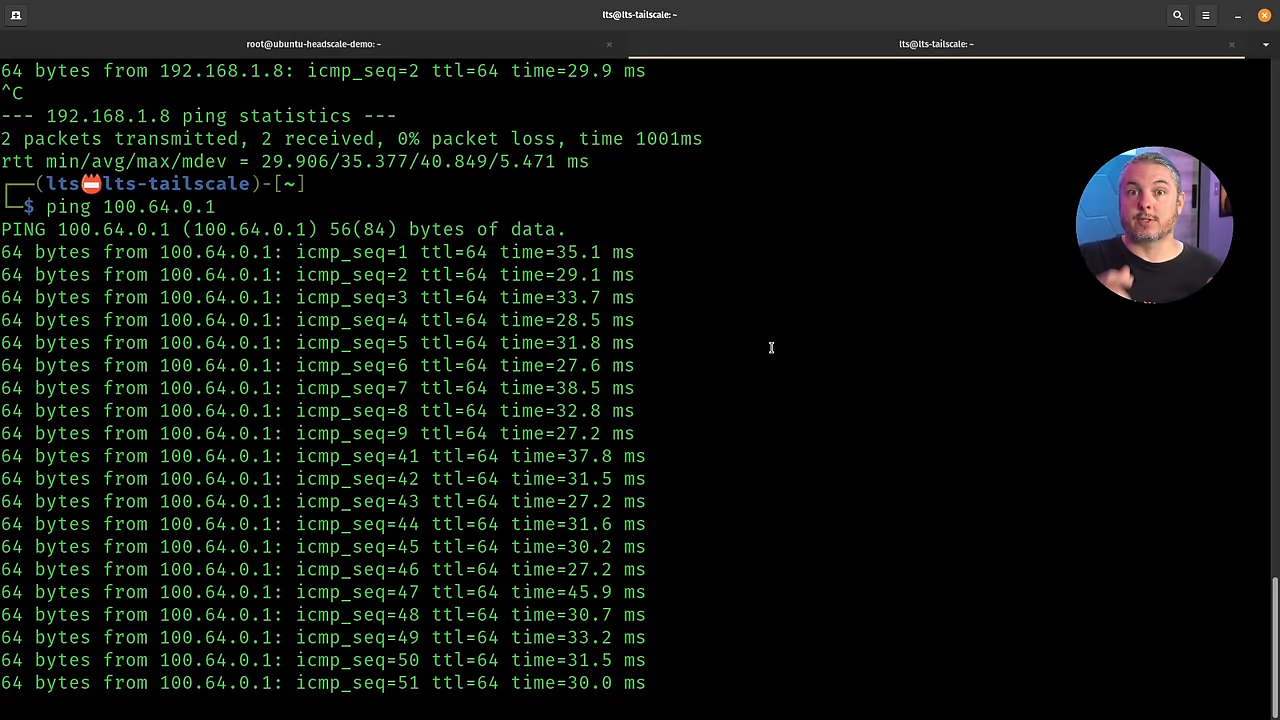 lts@lts-tailscale: ~
root@ubuntu-headscale-demo: ~
lts@lts-tailscale: ~
64 bytes from 192.168.1.8: icmp_seq=2 ttl=64 time=29.9 ms
^C
--- 192.168.1.8 ping statistics ---
2 packets transmitted, 2 received, 0% packet loss, time 1001ms
rtt min/avg/max/mdev = 29.906/35.377/40.849/5.471 ms
┌──(lts📛lts-tailscale)-[~]
└─$ ping 100.64.0.1
PING 100.64.0.1 (100.64.0.1) 56(84) bytes of data.
64 bytes from 100.64.0.1: icmp_seq=1 ttl=64 time=35.1 ms
64 bytes from 100.64.0.1: icmp_seq=2 ttl=64 time=29.1 ms
64 bytes from 100.64.0.1: icmp_seq=3 ttl=64 time=33.7 ms
64 bytes from 100.64.0.1: icmp_seq=4 ttl=64 time=28.5 ms
64 bytes from 100.64.0.1: icmp_seq=5 ttl=64 time=31.8 ms
64 bytes from 100.64.0.1: icmp_seq=6 ttl=64 time=27.6 ms
64 bytes from 100.64.0.1: icmp_seq=7 ttl=64 time=38.5 ms
64 bytes from 100.64.0.1: icmp_seq=8 ttl=64 time=32.8 ms
64 bytes from 100.64.0.1: icmp_seq=9 ttl=64 time=27.2 ms
64 bytes from 100.64.0.1: icmp_seq=41 ttl=64 time=37.8 ms
64 bytes from 100.64.0.1: icmp_seq=42 ttl=64 time=31.5 ms
64 bytes from 100.64.0.1: icmp_seq=43 ttl=64 time=27.2 ms
64 bytes from 100.64.0.1: icmp_seq=44 ttl=64 time=31.6 ms
64 bytes from 100.64.0.1: icmp_seq=45 ttl=64 time=30.2 ms
64 bytes from 100.64.0.1: icmp_seq=46 ttl=64 time=27.2 ms
64 bytes from 100.64.0.1: icmp_seq=47 ttl=64 time=45.9 ms
64 bytes from 100.64.0.1: icmp_seq=48 ttl=64 time=30.7 ms
64 bytes from 100.64.0.1: icmp_seq=49 ttl=64 time=33.2 ms
64 bytes from 100.64.0.1: icmp_seq=50 ttl=64 time=31.5 ms
64 bytes from 100.64.0.1: icmp_seq=51 ttl=64 time=30.0 ms